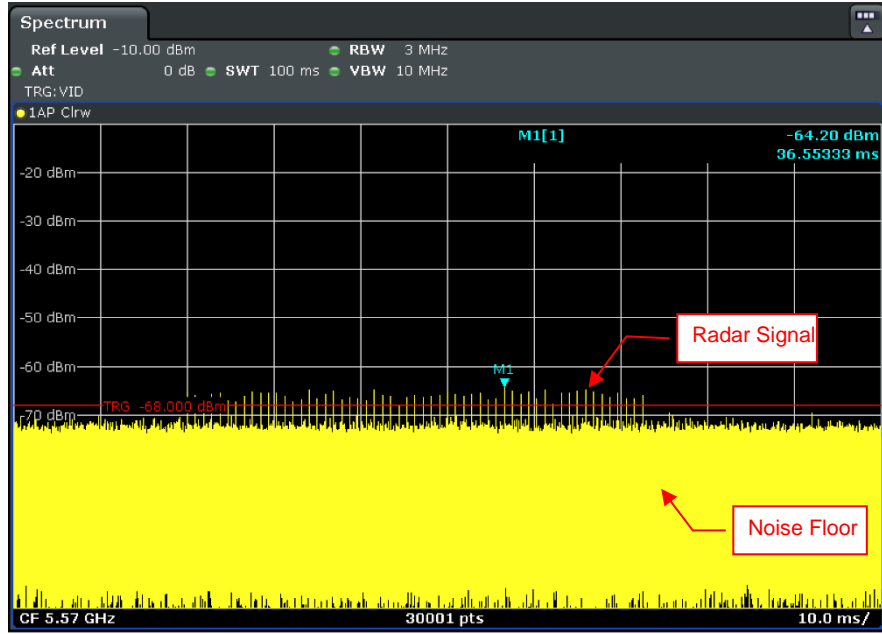 Spectrum
Ref Level -10.00 dBm RBW 3 MHz
Att 0 dB SWT 100 ms VBW 10 MHz
TRG:VID
1AP Clrw
M1[1] -64.20 dBm
36.55333 ms
-20 dBm
-30 dBm
-40 dBm
-50 dBm
Radar Signal
-60 dBm
M1
TRG -68.000 dBm
-70 dBm
Noise Floor
CF 5.57 GHz 30001 pts 10.0 ms/